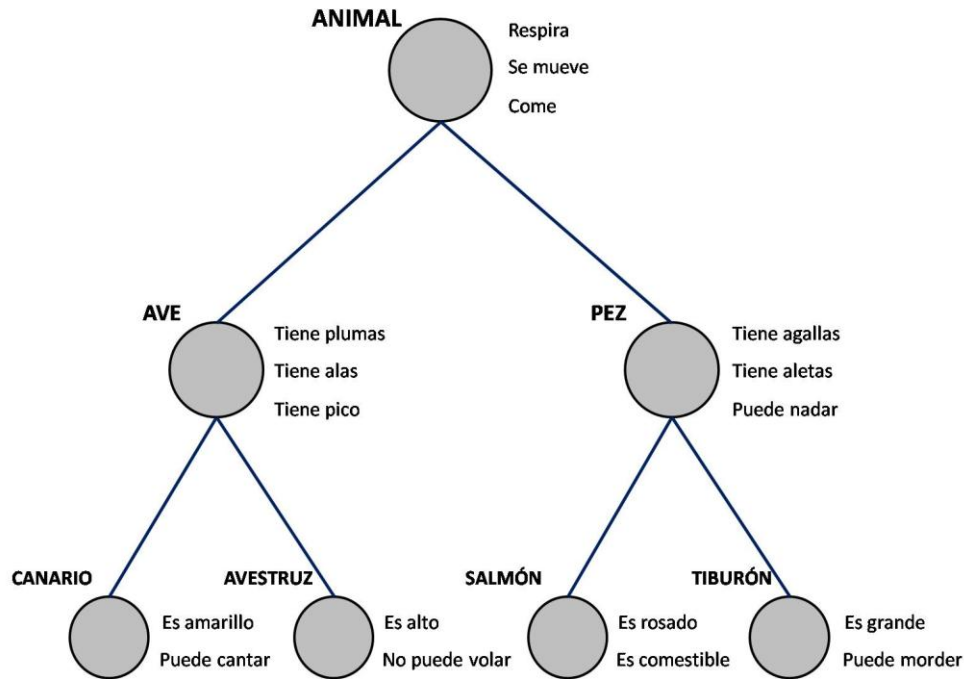 ANIMAL
Respira
Se mueve
Come
AVE
Tiene plumas
Tiene alas
Tiene pico
PEZ
Tiene agallas
Tiene aletas
Puede nadar
CANARIO
Es amarillo
Puede cantar
AVESTRUZ
Es alto
No puede volar
SALMÓN
Es rosado
Es comestible
TIBURÓN
Es grande
Puede morder